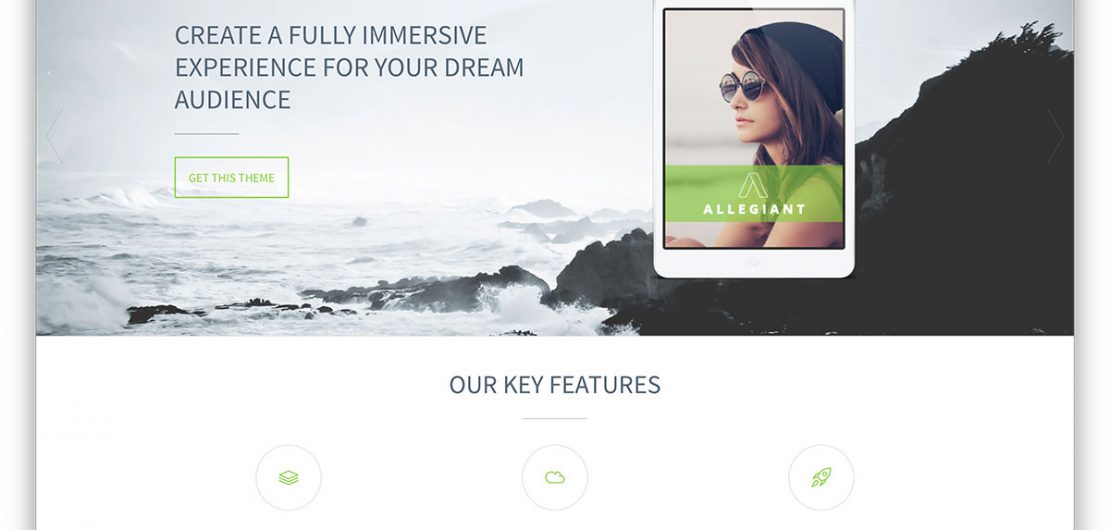 CREATE A FULLY IMMERSIVE
EXPERIENCE FOR YOUR DREAM
AUDIENCE
GET THIS THEME
ALLEGIANT
OUR KEY FEATURES